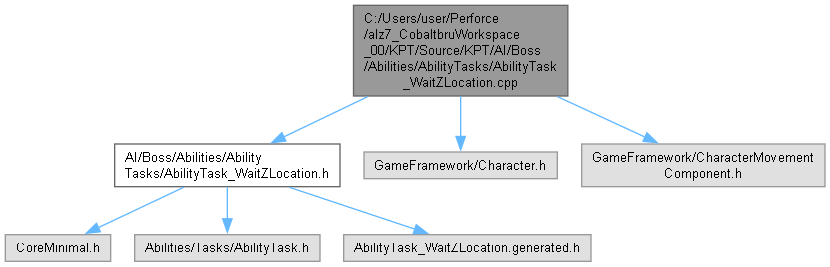 C:/Users/user/Perforce
/alz7_CobaltbruWorkspace
_00/KPT/Source/KPT/AI/Boss
/Abilities/AbilityTasks/AbilityTask
_WaitZLocation.cpp
AI/Boss/Abilities/Ability
Tasks/AbilityTask_WaitZLocation.h
GameFramework/Character.h
GameFramework/CharacterMovement
Component.h
CoreMinimal.h
Abilities/Tasks/AbilityTask.h
AbilityTask_WaitZLocation.generated.h